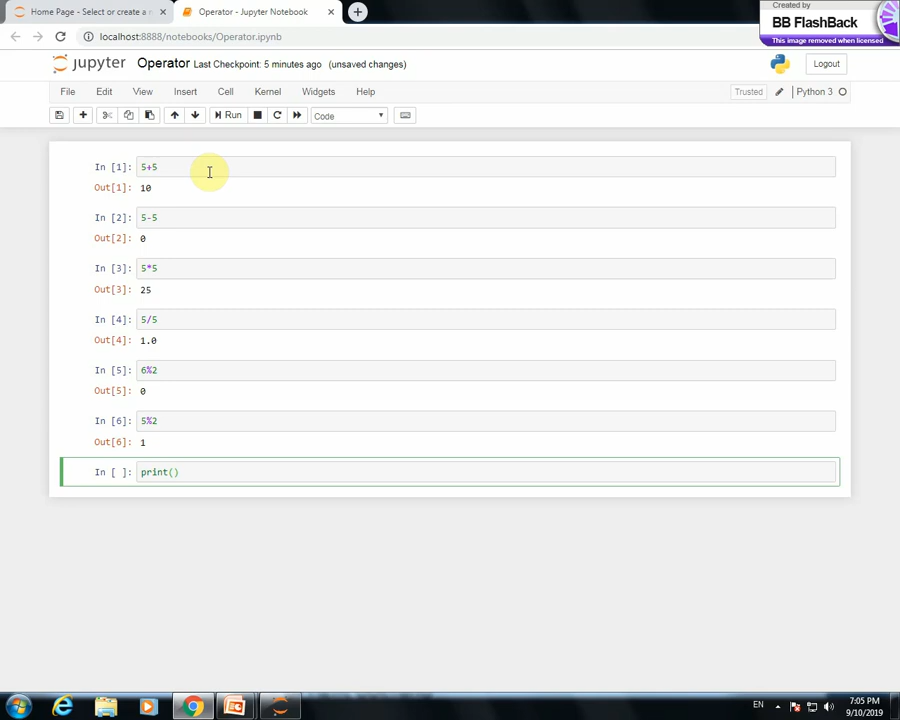 Created by
BB FlashBack
This image removed when licensed
Home Page - Select or create a n
Operator - Jupyter Notebook
localhost:8888/notebooks/Operator.ipynb
jupyter Operator Last Checkpoint: 5 minutes ago (unsaved changes)
Logout
File Edit View Insert Cell Kernel Widgets Help
Trusted Python 3
Run
Code
In [1]: 5+5
Out[1]: 10
In [2]: 5-5
Out[2]: 0
In [3]: 5*5
Out[3]: 25
In [4]: 5/5
Out[4]: 1.0
In [5]: 6%2
Out[5]: 0
In [6]: 5%2
Out[6]: 1
In [ ]: print()
EN
7:05 PM
9/10/2019